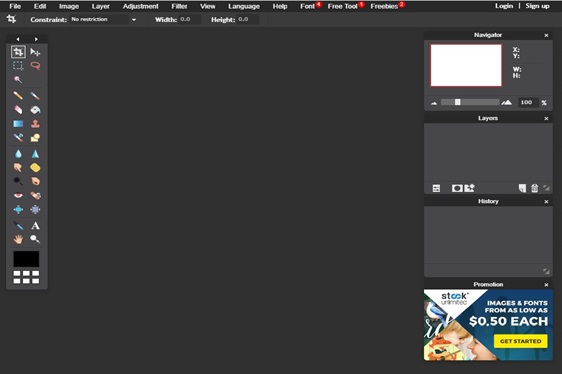 File Edit Image Layer Adjustment Filter View Language Help Font 4 Free Tool 1 Freebies 2 Login | Sign up
Constraint: No restriction Width: 0.0 Height: 0.0
Navigator
X:
Y:
W:
H:
100 %
Layers
History
Promotion
stock
unlimited
IMAGES & FONTS
FROM AS LOW AS
$0.50 EACH
GET STARTED
A